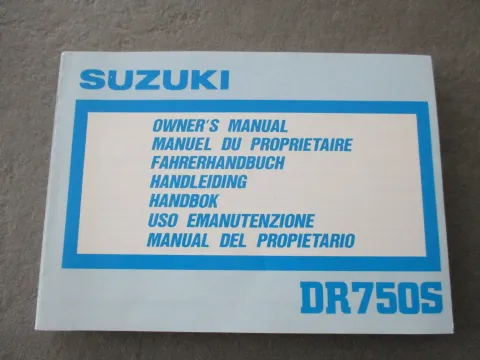 SUZUKI
OWNER'S MANUAL
MANUEL DU PROPRIETAIRE
FAHRERHANDBUCH
HANDLEIDING
HANDBOK
USO EMANUTENZIONE
MANUAL DEL PROPIETARIO
DR750S